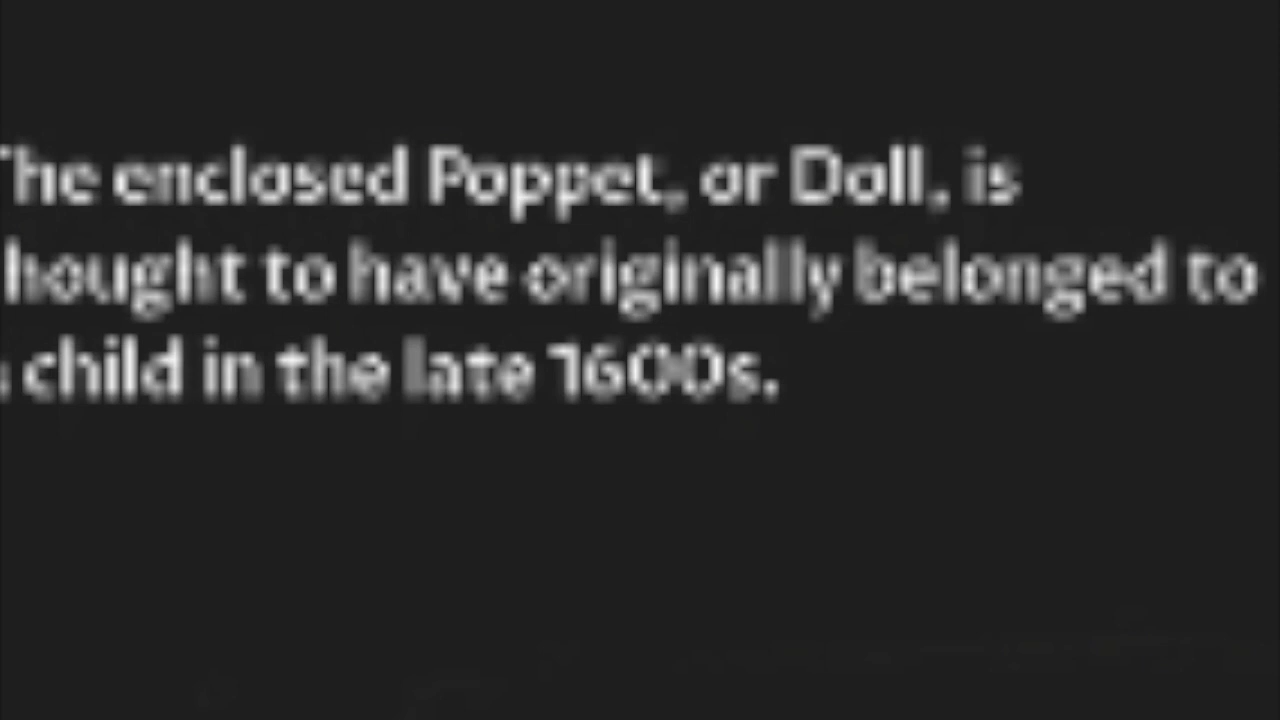 The enclosed Poppet, or Doll, is
hought to have originally belonged to
child in the late 1600s.